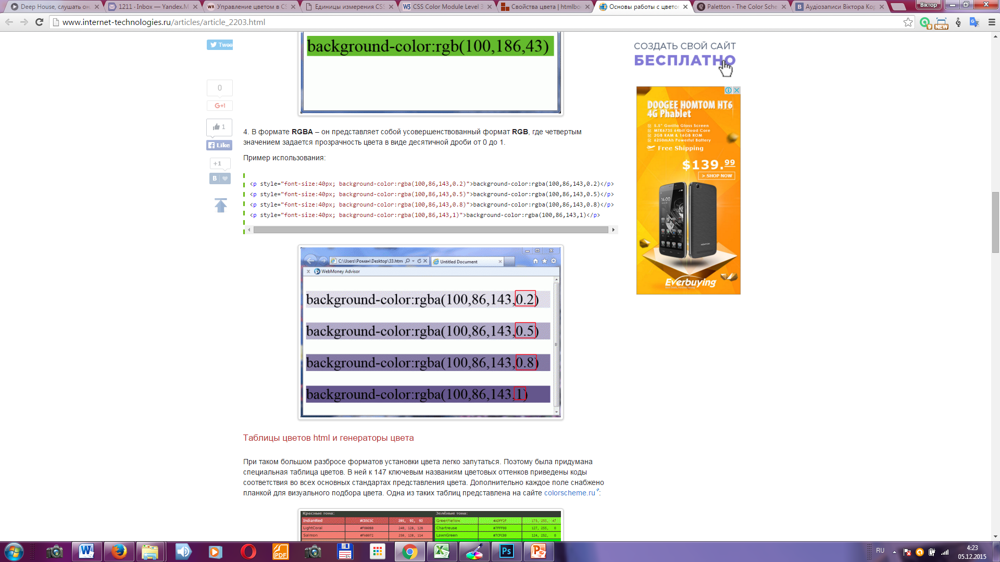 Deep House, слушать он
1211 · Inbox — Yandex.M
Управление цветом в CS
Единицы измерения CSS
CSS Color Module Level 3
Свойства цвета | htmlbo
Основы работы с цвето
Paletton - The Color Sche
Аудіозаписи Віктора Кор
Віктор
www.internet-technologies.ru/articles/article_2203.html
NEW
Twee
0
G+1
1
Like
+1
B
background-color:rgb(100,186,43)
4. В формате RGBA – он представляет собой усовершенствованный формат RGB, где четвертым
значением задается прозрачность цвета в виде десятичной дроби от 0 до 1.
Пример использования:
<p style="font-size:40px; background-color:rgba(100,86,143,0.2)">background-color:rgba(100,86,143,0.2)</p>
<p style="font-size:40px; background-color:rgba(100,86,143,0.5)">background-color:rgba(100,86,143,0.5)</p>
<p style="font-size:40px; background-color:rgba(100,86,143,0.8)">background-color:rgba(100,86,143,0.8)</p>
<p style="font-size:40px; background-color:rgba(100,86,143,1)">background-color:rgba(100,86,143,1)</p>
C:\Users\Роман\Desktop\33.htm
Untitled Document
WebMoney Advisor
background-color:rgba(100,86,143,0.2)
background-color:rgba(100,86,143,0.5)
background-color:rgba(100,86,143,0.8)
background-color:rgba(100,86,143,1)
Таблицы цветов html и генераторы цвета
При таком большом разбросе форматов установки цвета легко запутаться. Поэтому была придумана
специальная таблица цветов. В ней к 147 ключевым названиям цветовых оттенков приведены коды
соответствия во всех основных стандартах представления цвета. Дополнительно каждое поле снабжено
планкой для визуального подбора цвета. Одна из таких таблиц представлена на сайте colorscheme.ru:
Красные тона:
Зелёные тона:
IndianRed #CD5C5C 205, 92, 92
GreenYellow #ADFF2F 173, 255, 47
LightCoral #F08080 240, 128, 128
Chartreuse #7FFF00 127, 255, 0
Salmon #FA8072 250, 128, 114
LawnGreen #7CFC00 124, 252, 0
СОЗДАТЬ СВОЙ САЙТ
БЕСПЛАТНО
DOOGEE HOMTOM HT6
4G Phablet
5.5" Gorilla Glass Screen
MTK6735 64bit Quad Core
2GB RAM & 16GB ROM
6250mAh Powerful Battery
Free Shipping
$139.99
> SHOP NOW
14:00
HOMTOM
Everbuying
PDF
64
Ps
RU
4:23
05.12.2015